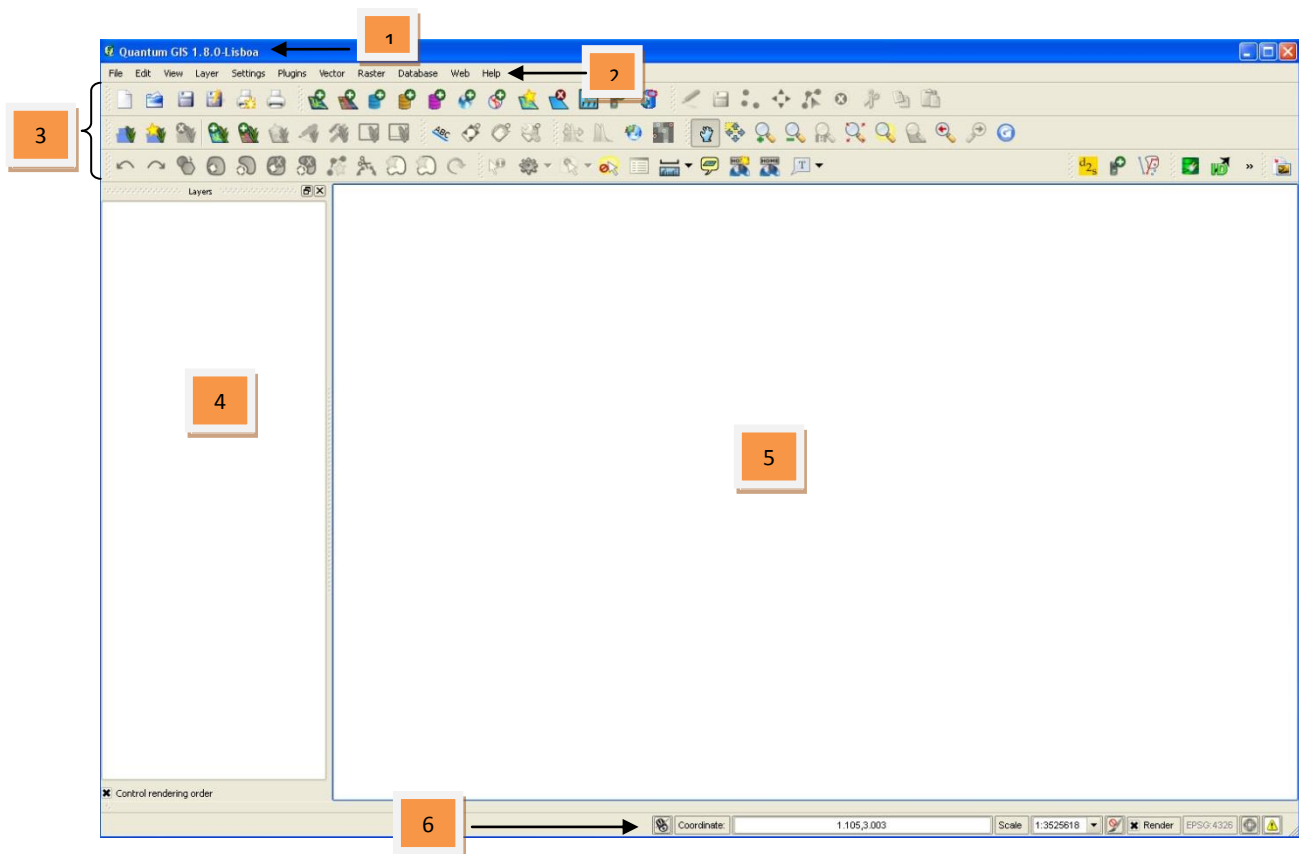 1
Quantum GIS 1.8.0-Lisboa
2
File Edit View Layer Settings Plugins Vector Raster Database Web Help
3
abc
T
Layers
4
5
Control rendering order
6
Coordinate: 1.105,3.003 Scale 1:3525618 Render EPSG:4326